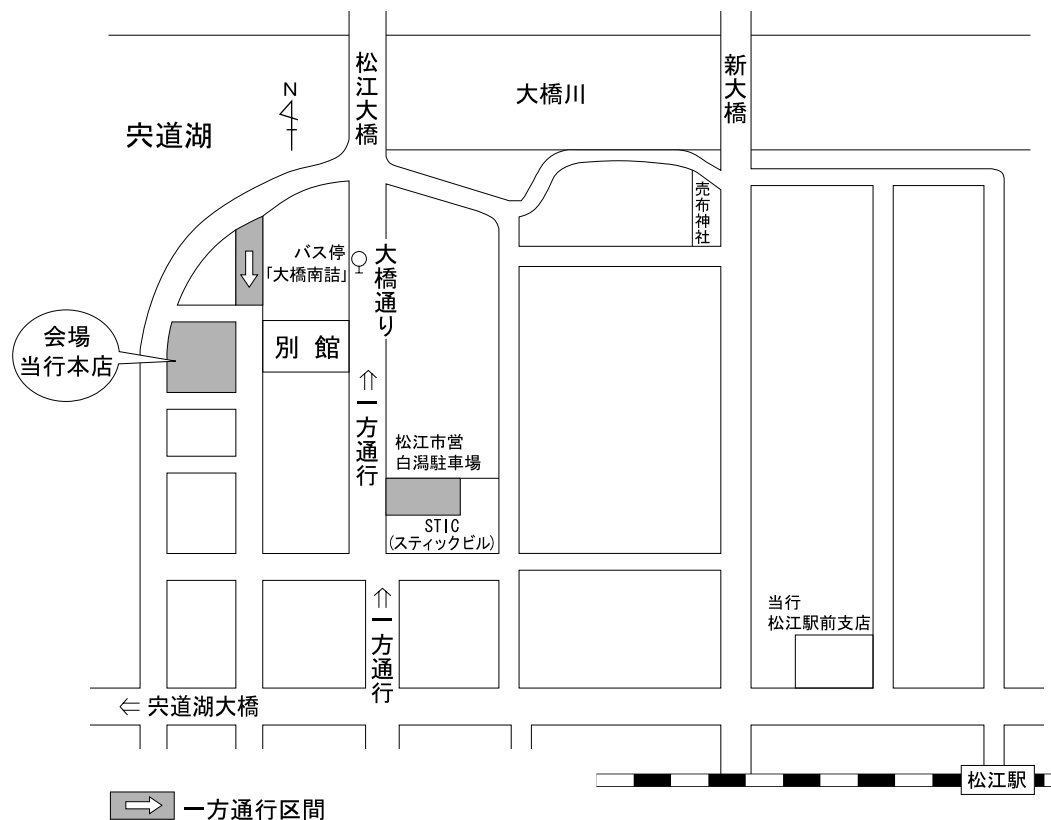 松江大橋
新大橋
大橋川
N
宍道湖
売布神社
バス停
「大橋南詰」
大橋通り
会場
当行本店
別館
⇧一方通行
松江市営
白潟駐車場
STIC
(スティックビル)
⇧一方通行
当行
松江駅前支店
⇐宍道湖大橋
松江駅
一方通行区間